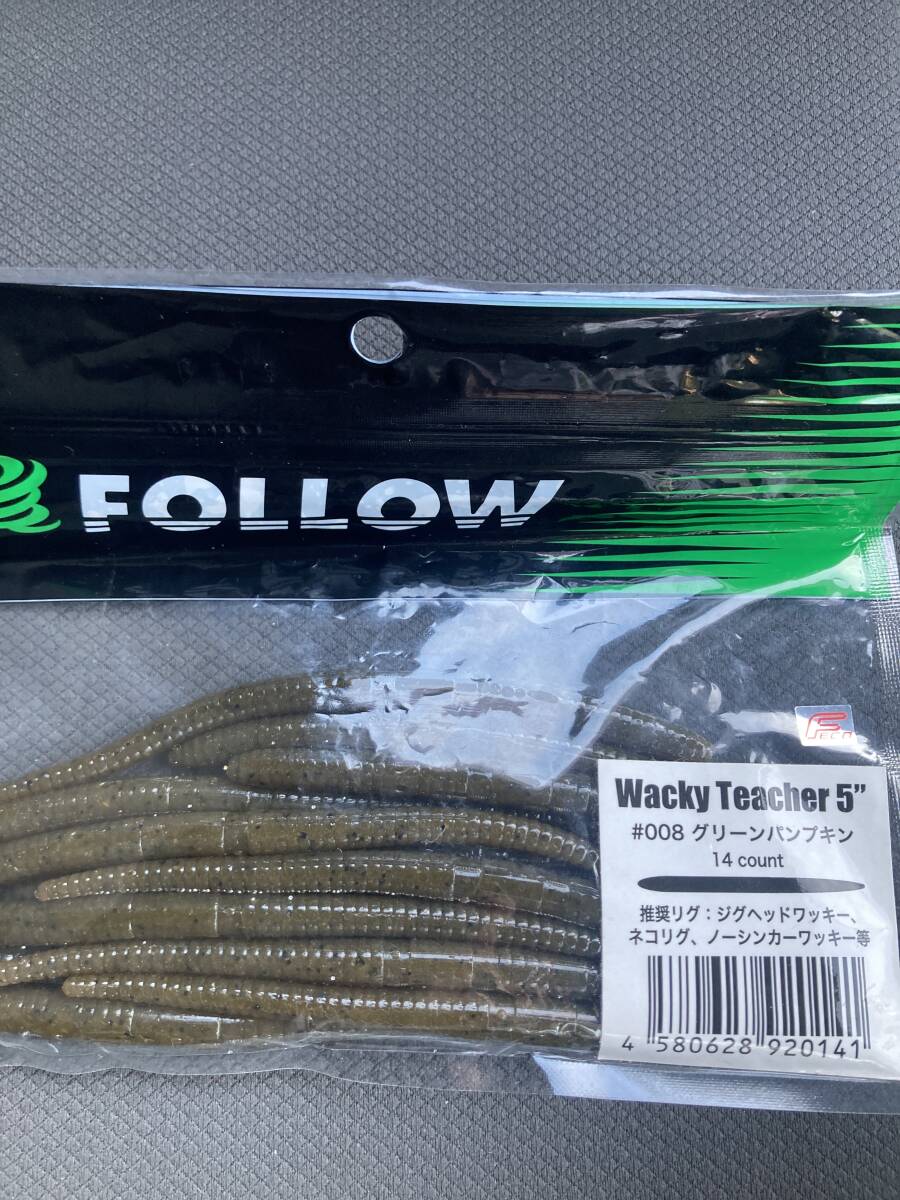 FOLLOW
FECO
Wacky Teacher 5”
#008 グリーンパンプキン
14 count
推奨リグ：ジグヘッドワッキー、
ネコリグ、ノーシンカーワッキー等
4 580628 920141